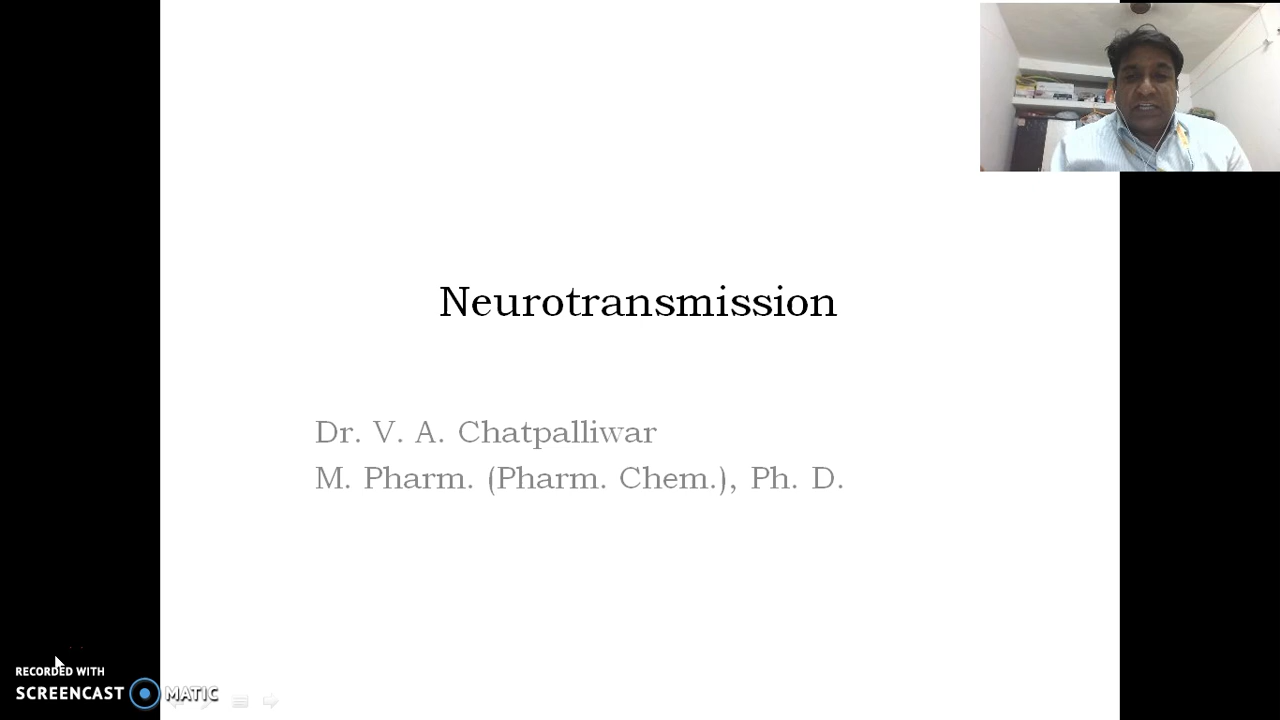 Neurotransmission
Dr. V. A. Chatpalliwar
M. Pharm. (Pharm. Chem.), Ph. D.
RECORDED WITH
SCREENCAST MATIC